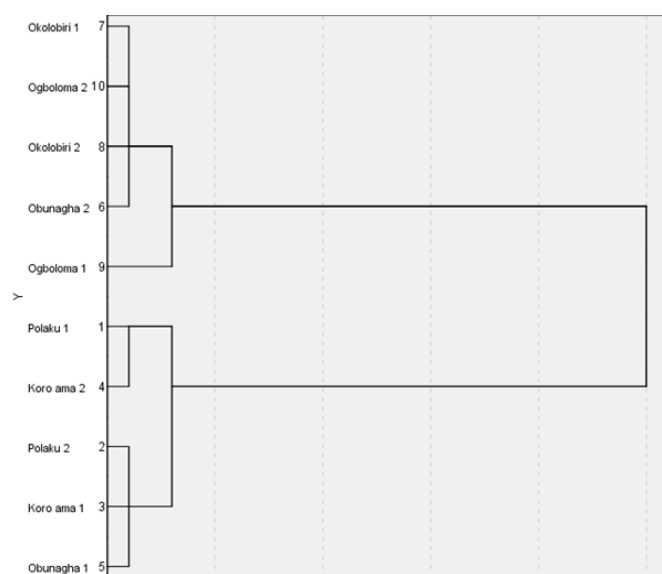 Okolobiri 1 7
Ogboloma 2 10
Okolobiri 2 8
Obunagha 2 6
Ogboloma 1 9
Y
Polaku 1 1
Koro ama 2 4
Polaku 2 2
Koro ama 1 3
Obunagha 1 5